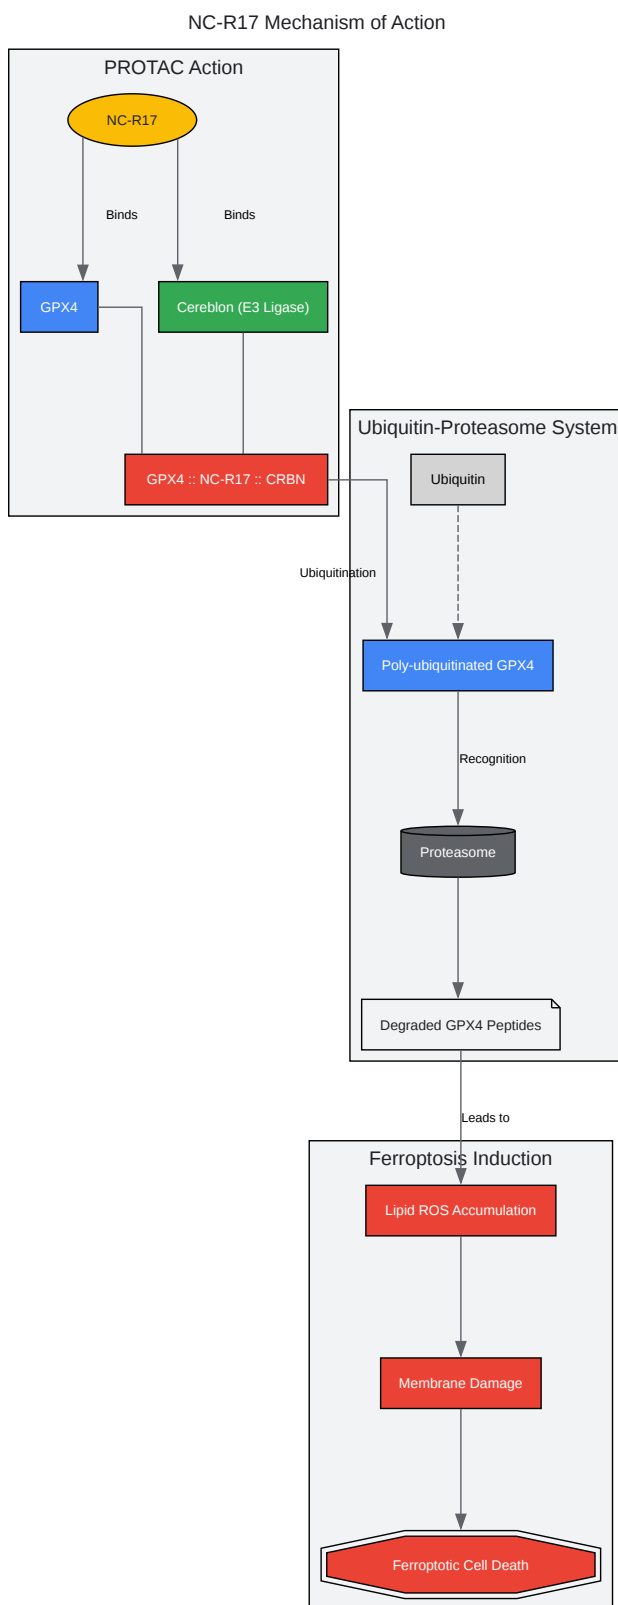 NC-R17 Mechanism of Action
PROTAC Action
NC-R17
Binds
Binds
GPX4
Cereblon (E3 Ligase)
GPX4 :: NC-R17 :: CRBN
Ubiquitin-Proteasome System
Ubiquitin
Ubiquitination
Poly-ubiquitinated GPX4
Recognition
Proteasome
Degraded GPX4 Peptides
Leads to
Ferroptosis Induction
Lipid ROS Accumulation
Membrane Damage
Ferroptotic Cell Death